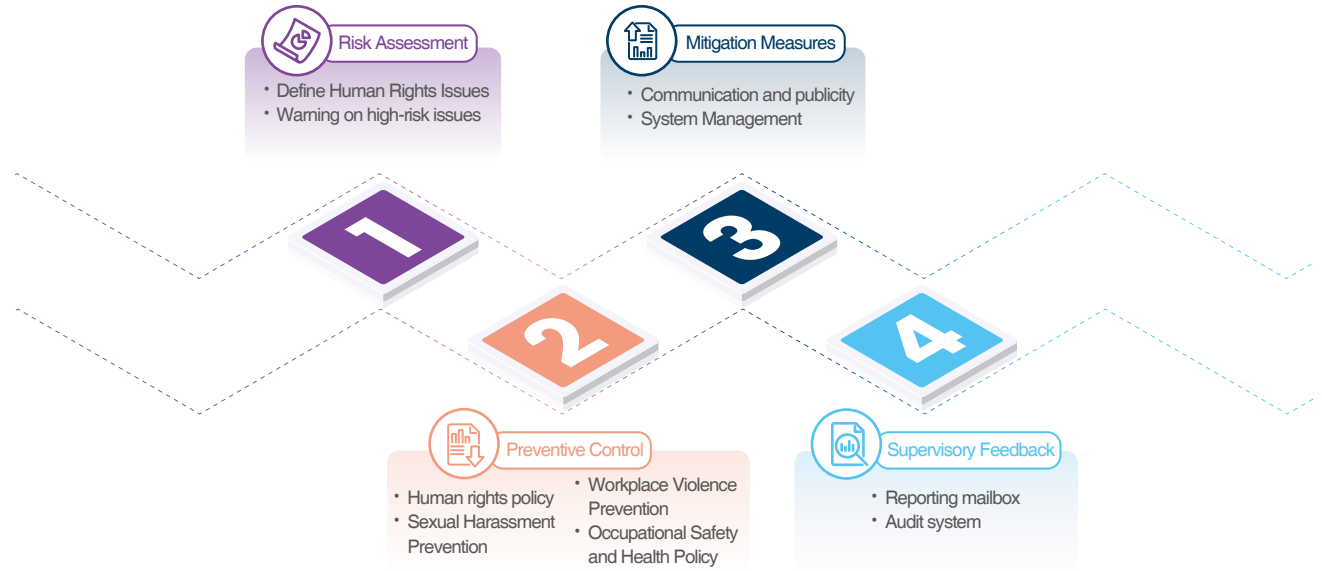 Risk Assessment
• Define Human Rights Issues
• Warning on high-risk issues
Mitigation Measures
• Communication and publicity
• System Management
1
3
2
4
Preventive Control
• Human rights policy
• Sexual Harassment
Prevention
• Workplace Violence
Prevention
• Occupational Safety
and Health Policy
Supervisory Feedback
• Reporting mailbox
• Audit system